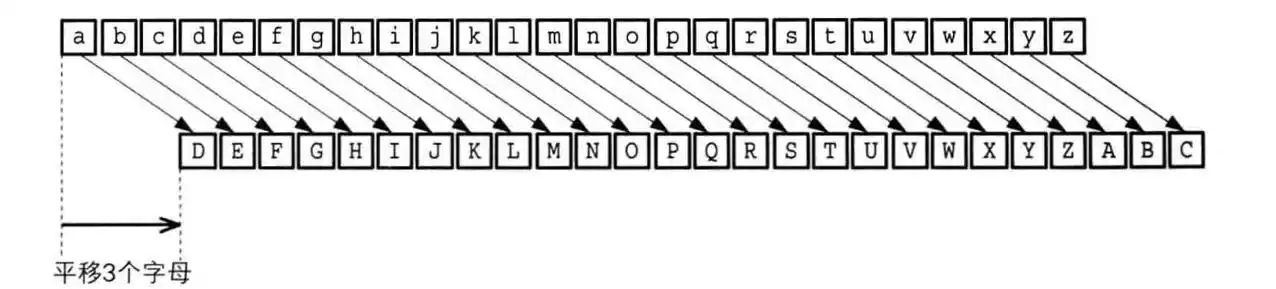 a b c d e f g h i j k l m n o p q r s t u v w x y z
D E F G H I J K L M N O P Q R S T U V W X Y Z A B C
平移3个字母